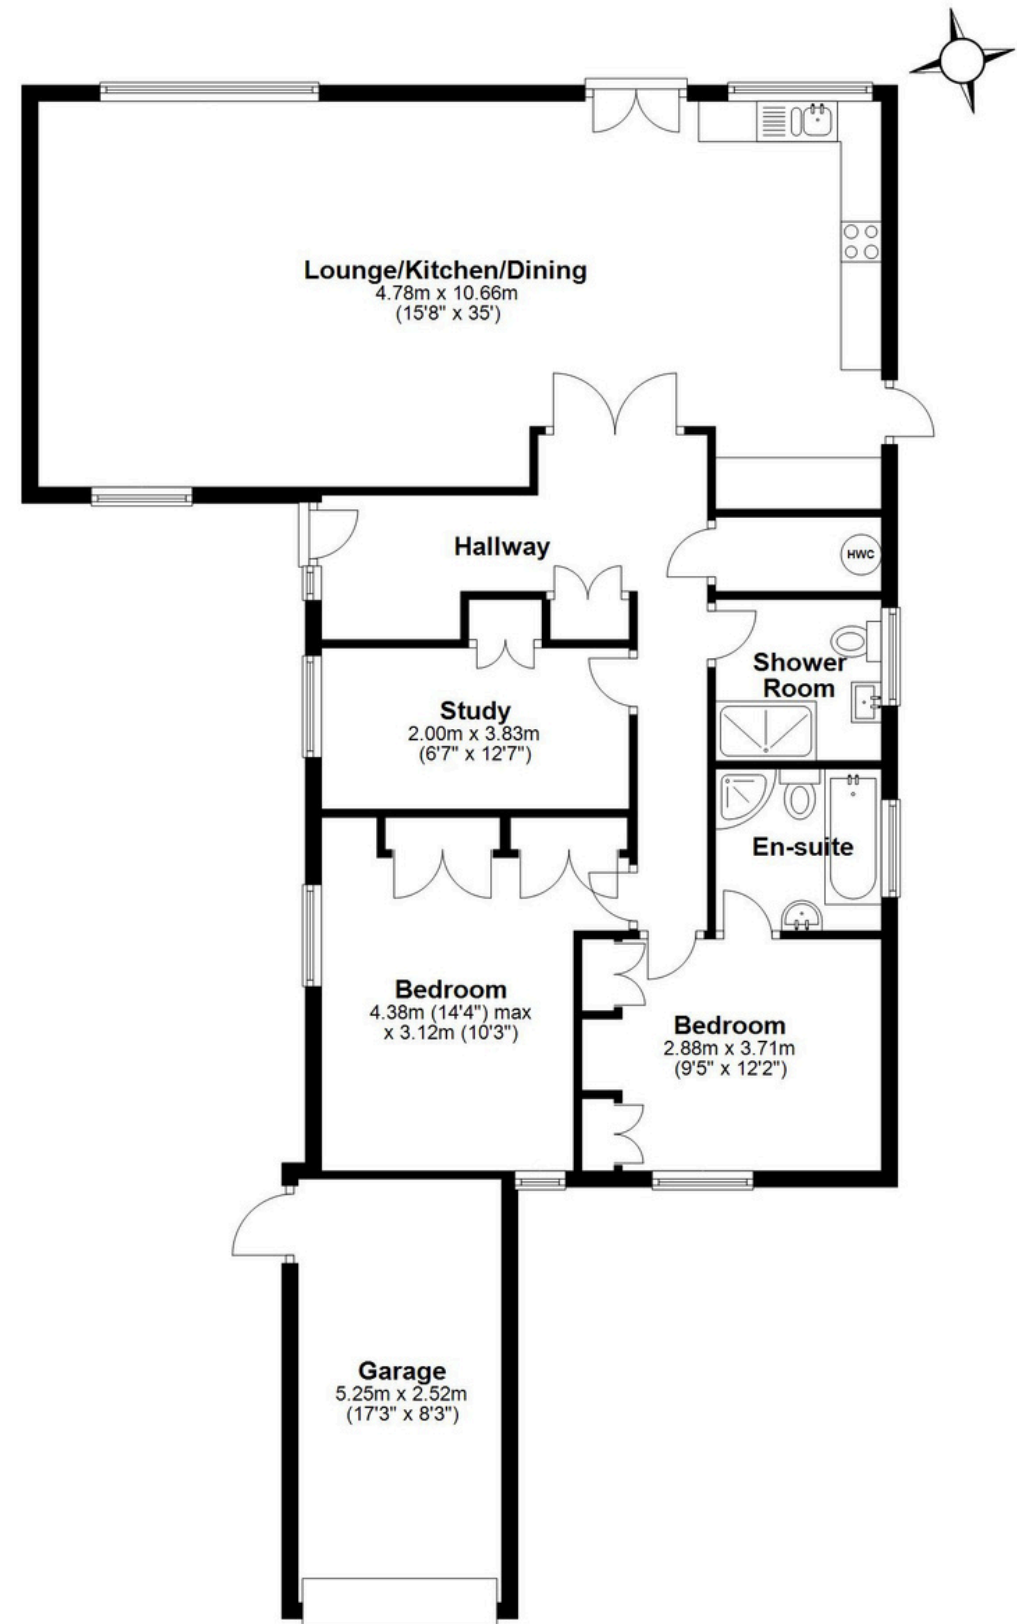 Lounge/Kitchen/Dining
4.78m x 10.66m
(15'8" x 35')
Hallway
HWC
Shower
Room
Study
2.00m x 3.83m
(6'7" x 12'7")
En-suite
Bedroom
4.38m (14'4") max
x 3.12m (10'3")
Bedroom
2.88m x 3.71m
(9'5" x 12'2")
Garage
5.25m x 2.52m
(17'3" x 8'3")